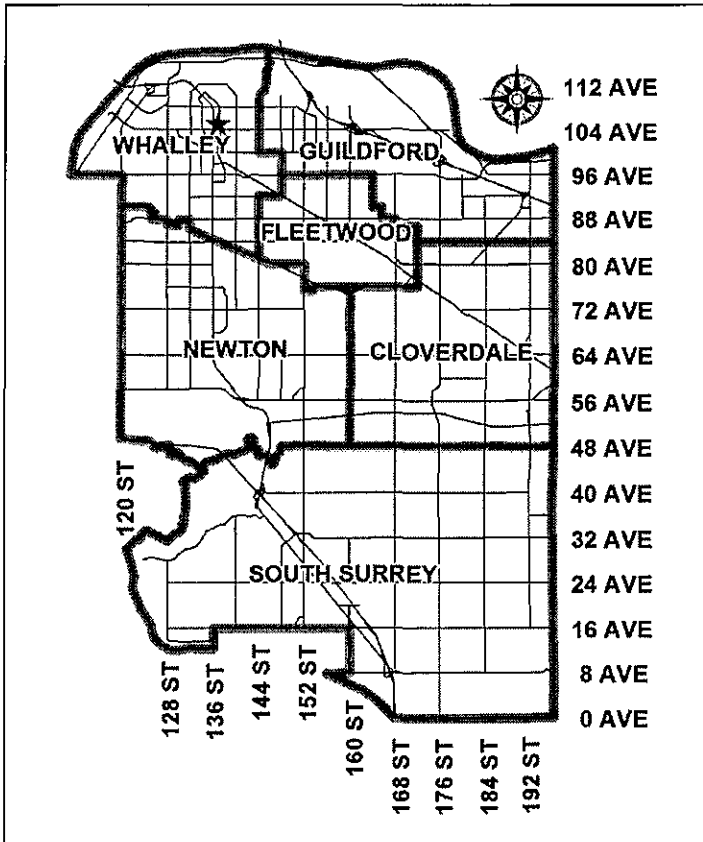 112 AVE
104 AVE
WHALLEY
GUILDFORD
96 AVE
88 AVE
FLEETWOOD
80 AVE
72 AVE
NEWTON
CLOVERDALE
64 AVE
56 AVE
48 AVE
120 ST
40 AVE
32 AVE
SOUTH SURREY
24 AVE
16 AVE
8 AVE
0 AVE
128 ST
136 ST
144 ST
152 ST
160 ST
168 ST
176 ST
184 ST
192 ST